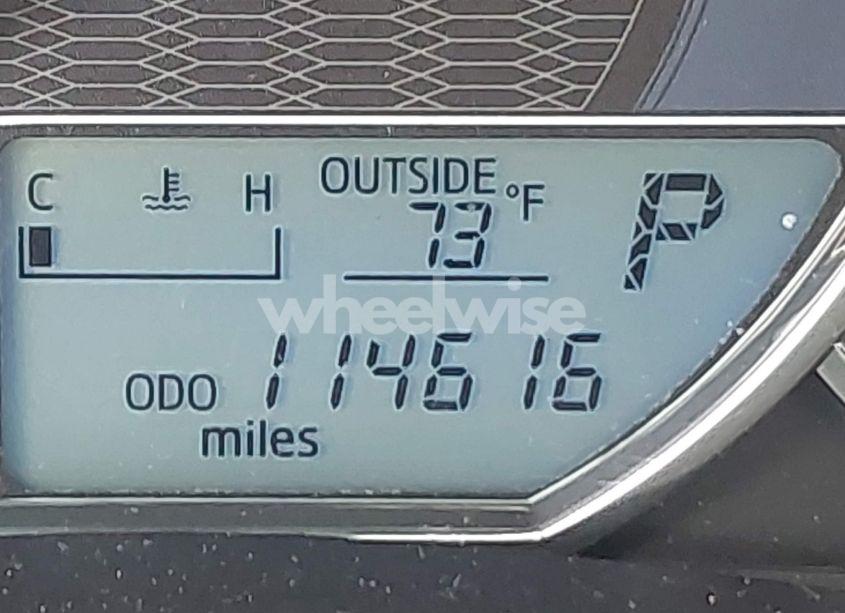 C H OUTSIDE °F P
73
wheelwise
ODO 114616
miles